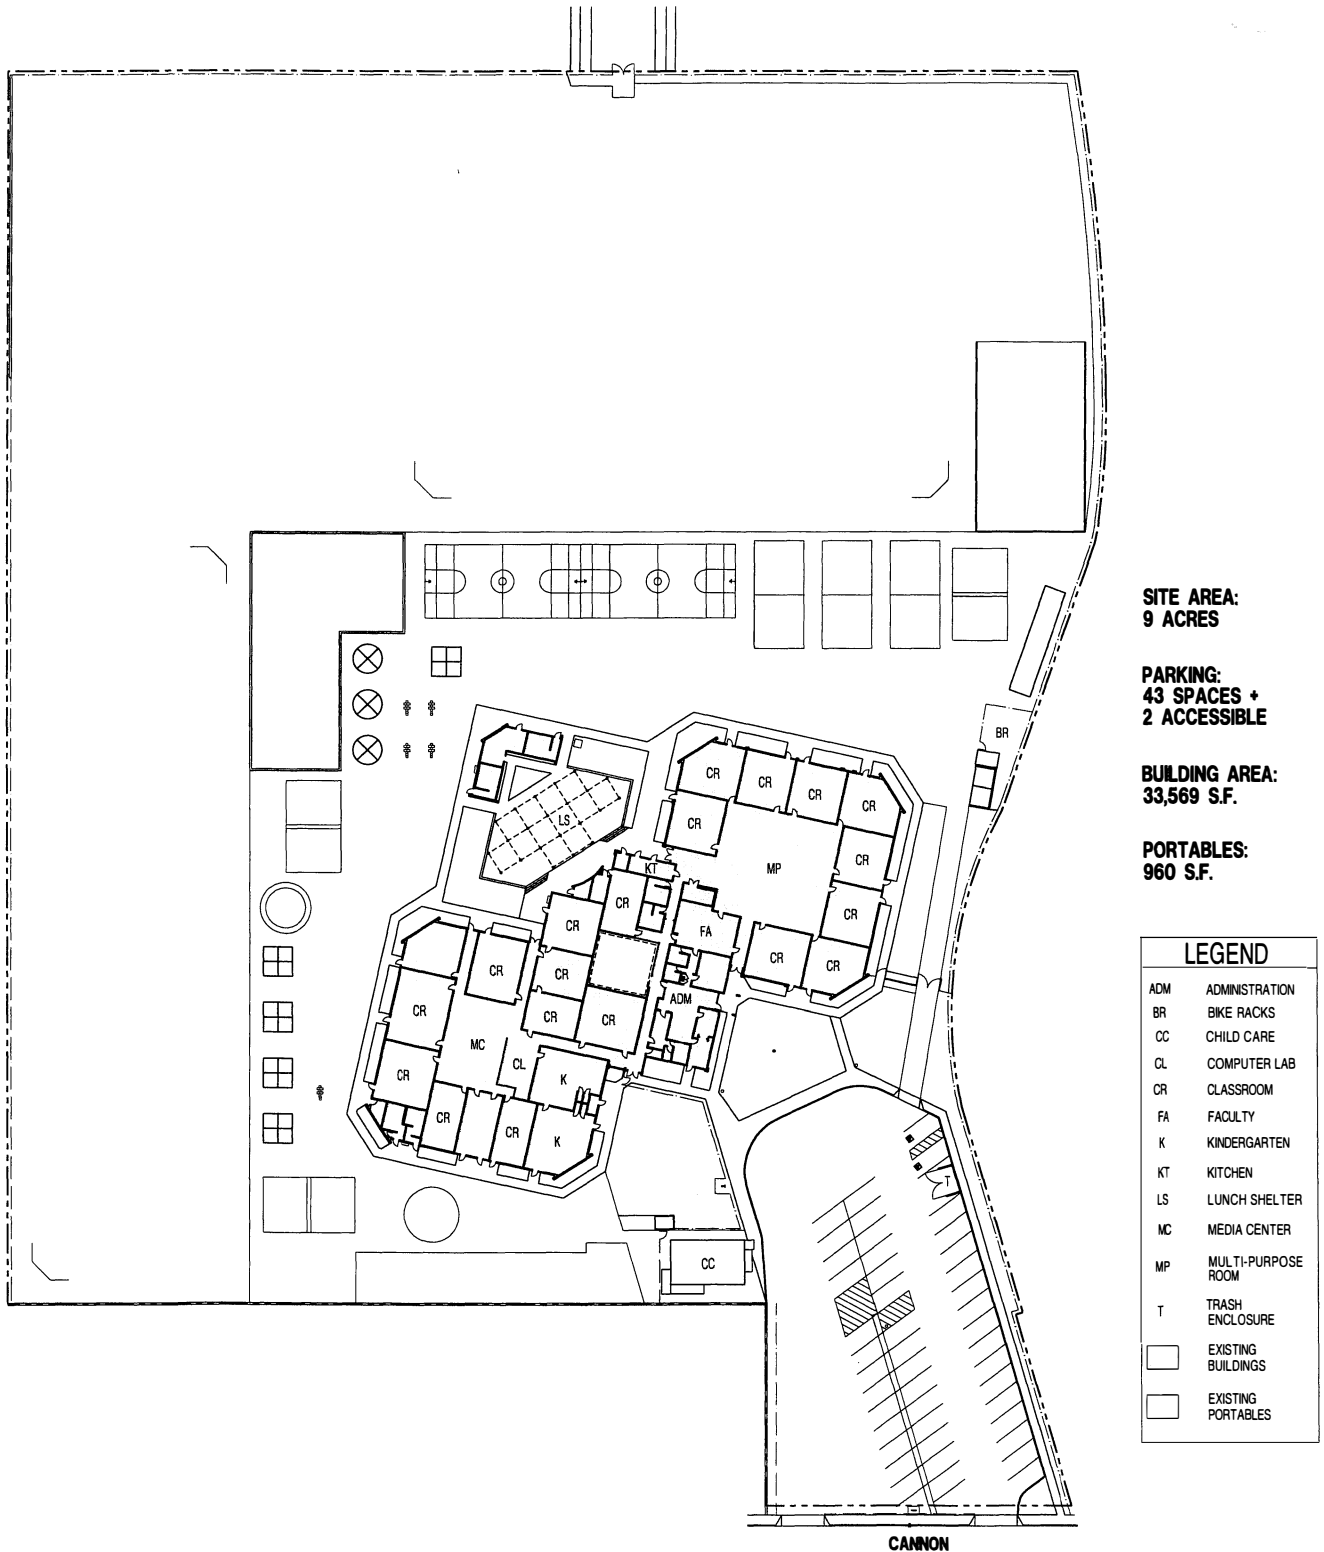 SITE AREA:
9 ACRES
PARKING:
43 SPACES +
2 ACCESSIBLE
BUILDING AREA:
33,569 S.F.
PORTABLES:
960 S.F.
BR
CR
CR
CR
CR
CR
LS
MP
CR
KT
CR
CR
CR
FA
CR
CR
CR
CR
CR
ADM
CR
CR
CR
MC
CL
CR
K
CR
CR
K
T
CC
LEGEND
ADM ADMINISTRATION
BR BIKE RACKS
CC CHILD CARE
CL COMPUTER LAB
CR CLASSROOM
FA FACULTY
K KINDERGARTEN
KT KITCHEN
LS LUNCH SHELTER
MC MEDIA CENTER
MP MULTI-PURPOSE
ROOM
T TRASH
ENCLOSURE
EXISTING
BUILDINGS
EXISTING
PORTABLES
CANNON